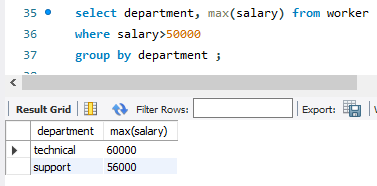 35 select department, max(salary) from worker
36 where salary>50000
37 group by department ;
Result Grid Filter Rows: Export:
department max(salary)
technical 60000
support 56000